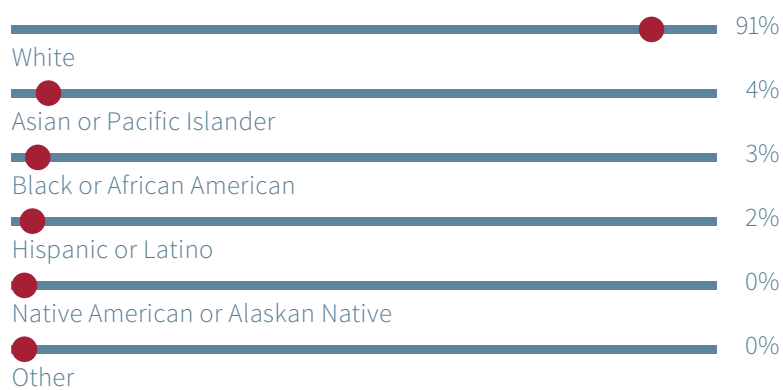 91%
White
4%
Asian or Pacific Islander
3%
Black or African American
2%
Hispanic or Latino
0%
Native American or Alaskan Native
0%
Other